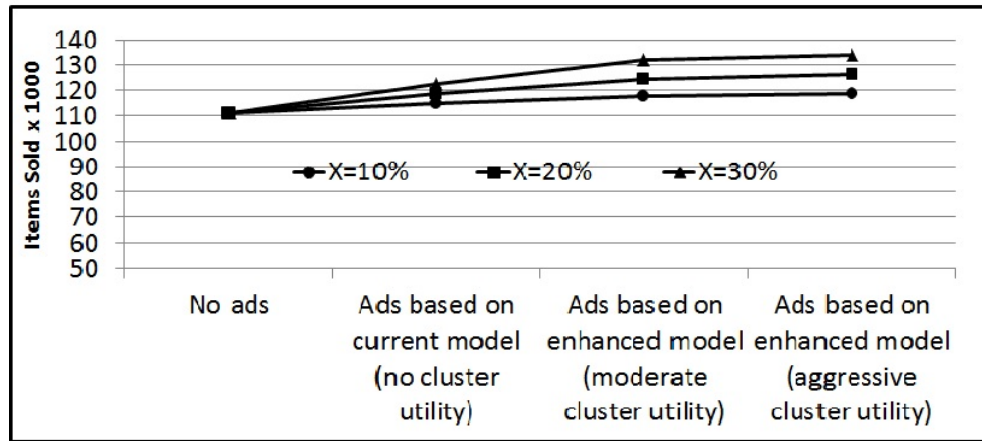 Items Sold x 1000
140
130
120
110
100
90
80
70
60
50
X=10%
X=20%
X=30%
No ads
Ads based on
current model
(no cluster
utility)
Ads based on
enhanced model
(moderate
cluster utility)
Ads based on
enhanced model
(aggressive
cluster utility)